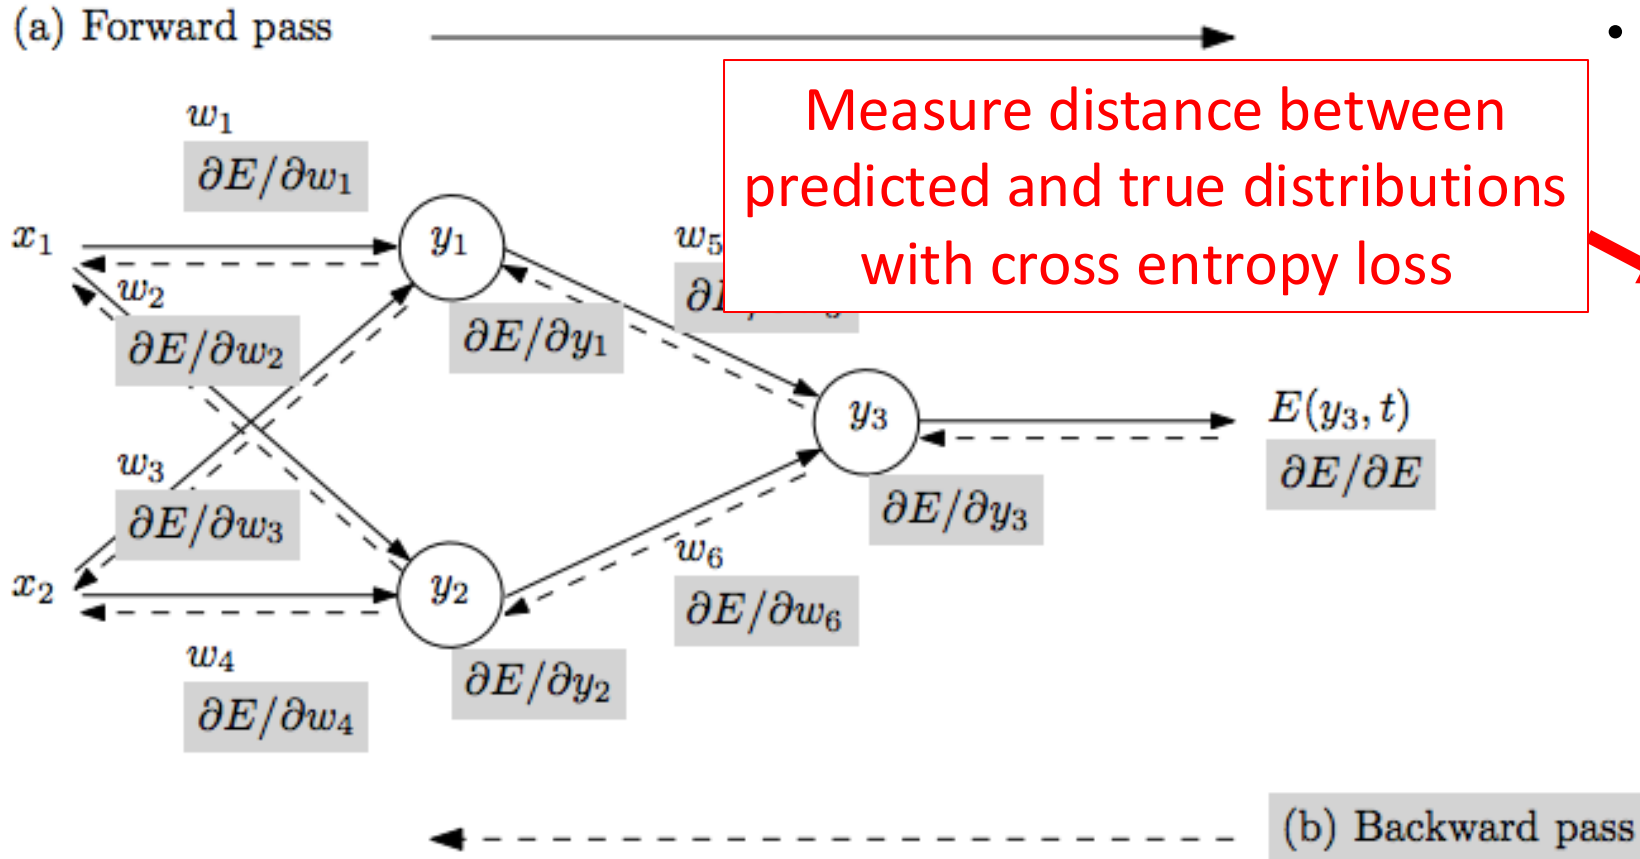 (a) Forward pass
•
Measure distance between
predicted and true distributions
with cross entropy loss
w₁
∂E/∂w₁
x₁
y₁
w₅
w₂
∂E/∂w₂
∂E/∂y₁
y₃
E(y₃, t)
∂E/∂E
w₃
∂E/∂w₃
∂E/∂y₃
x₂
y₂
w₆
∂E/∂w₆
w₄
∂E/∂w₄
∂E/∂y₂
(b) Backward pass